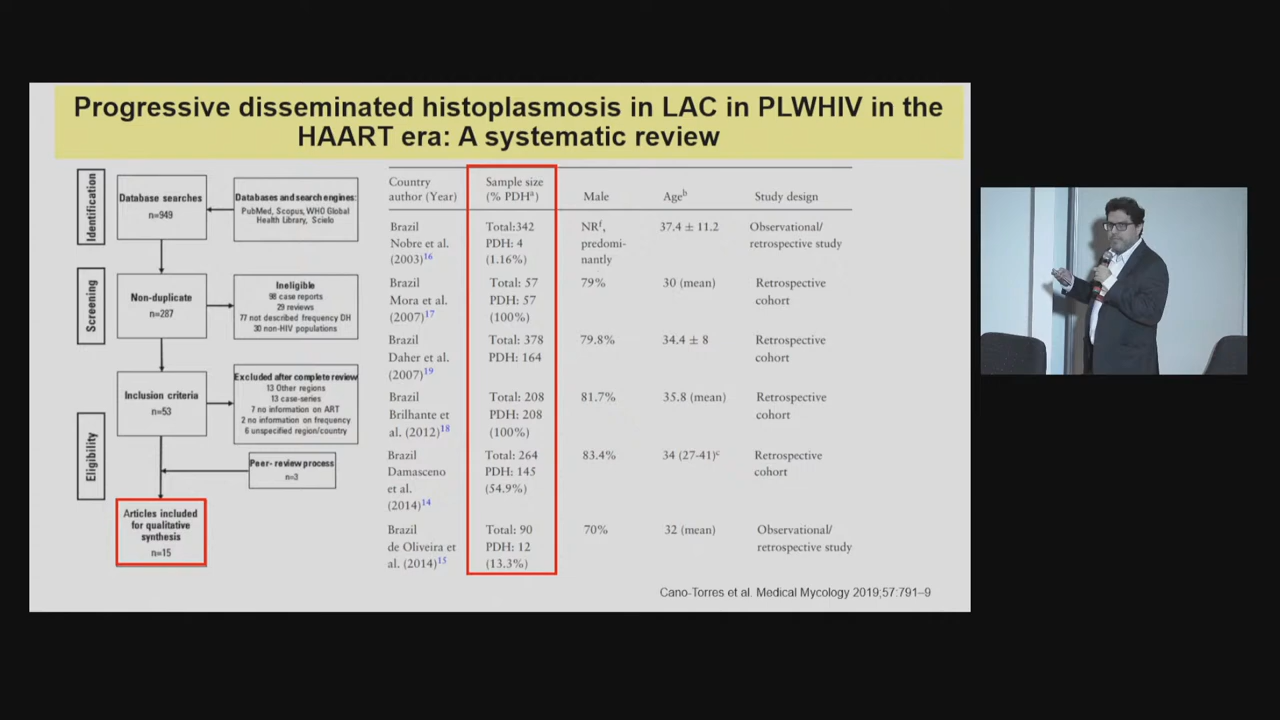 Progressive disseminated histoplasmosis in LAC in PLWHIV in the
HAART era: A systematic review
Identification
Database searches
n=949
Databases and search engines:
PubMed, Scopus, WHO Global
Health Library, Scielo
Screening
Non-duplicate
n=287
Ineligible
98 case reports
29 reviews
77 not described frequency DH
30 non-HIV populations
Eligibility
Inclusion criteria
n=53
Excluded after complete review
13 Other regions
13 case-series
7 no information on ART
2 no information on frequency
6 unspecified region/country
Peer-review process
n=3
Articles included
for qualitative
synthesis
n=15
Country
author (Year)
Sample size
(% PDHª)
Male
Ageᵇ
Study design
Brazil
Nobre et al.
(2003)¹⁶
Total:342
PDH: 4
(1.16%)
NRᶠ,
predomi-
nantly
37.4 ± 11.2
Observational/
retrospective study
Brazil
Mora et al.
(2007)¹⁷
Total: 57
PDH: 57
(100%)
79%
30 (mean)
Retrospective
cohort
Brazil
Daher et al.
(2007)¹⁹
Total: 378
PDH: 164
79.8%
34.4 ± 8
Retrospective
cohort
Brazil
Brilhante et
al. (2012)¹⁸
Total: 208
PDH: 208
(100%)
81.7%
35.8 (mean)
Retrospective
cohort
Brazil
Damasceno
et al.
(2014)¹⁴
Total: 264
PDH: 145
(54.9%)
83.4%
34 (27-41)ᶜ
Retrospective
cohort
Brazil
de Oliveira et
al. (2014)¹⁵
Total: 90
PDH: 12
(13.3%)
70%
32 (mean)
Observational/
retrospective study
Cano-Torres et al. Medical Mycology 2019;57:791–9